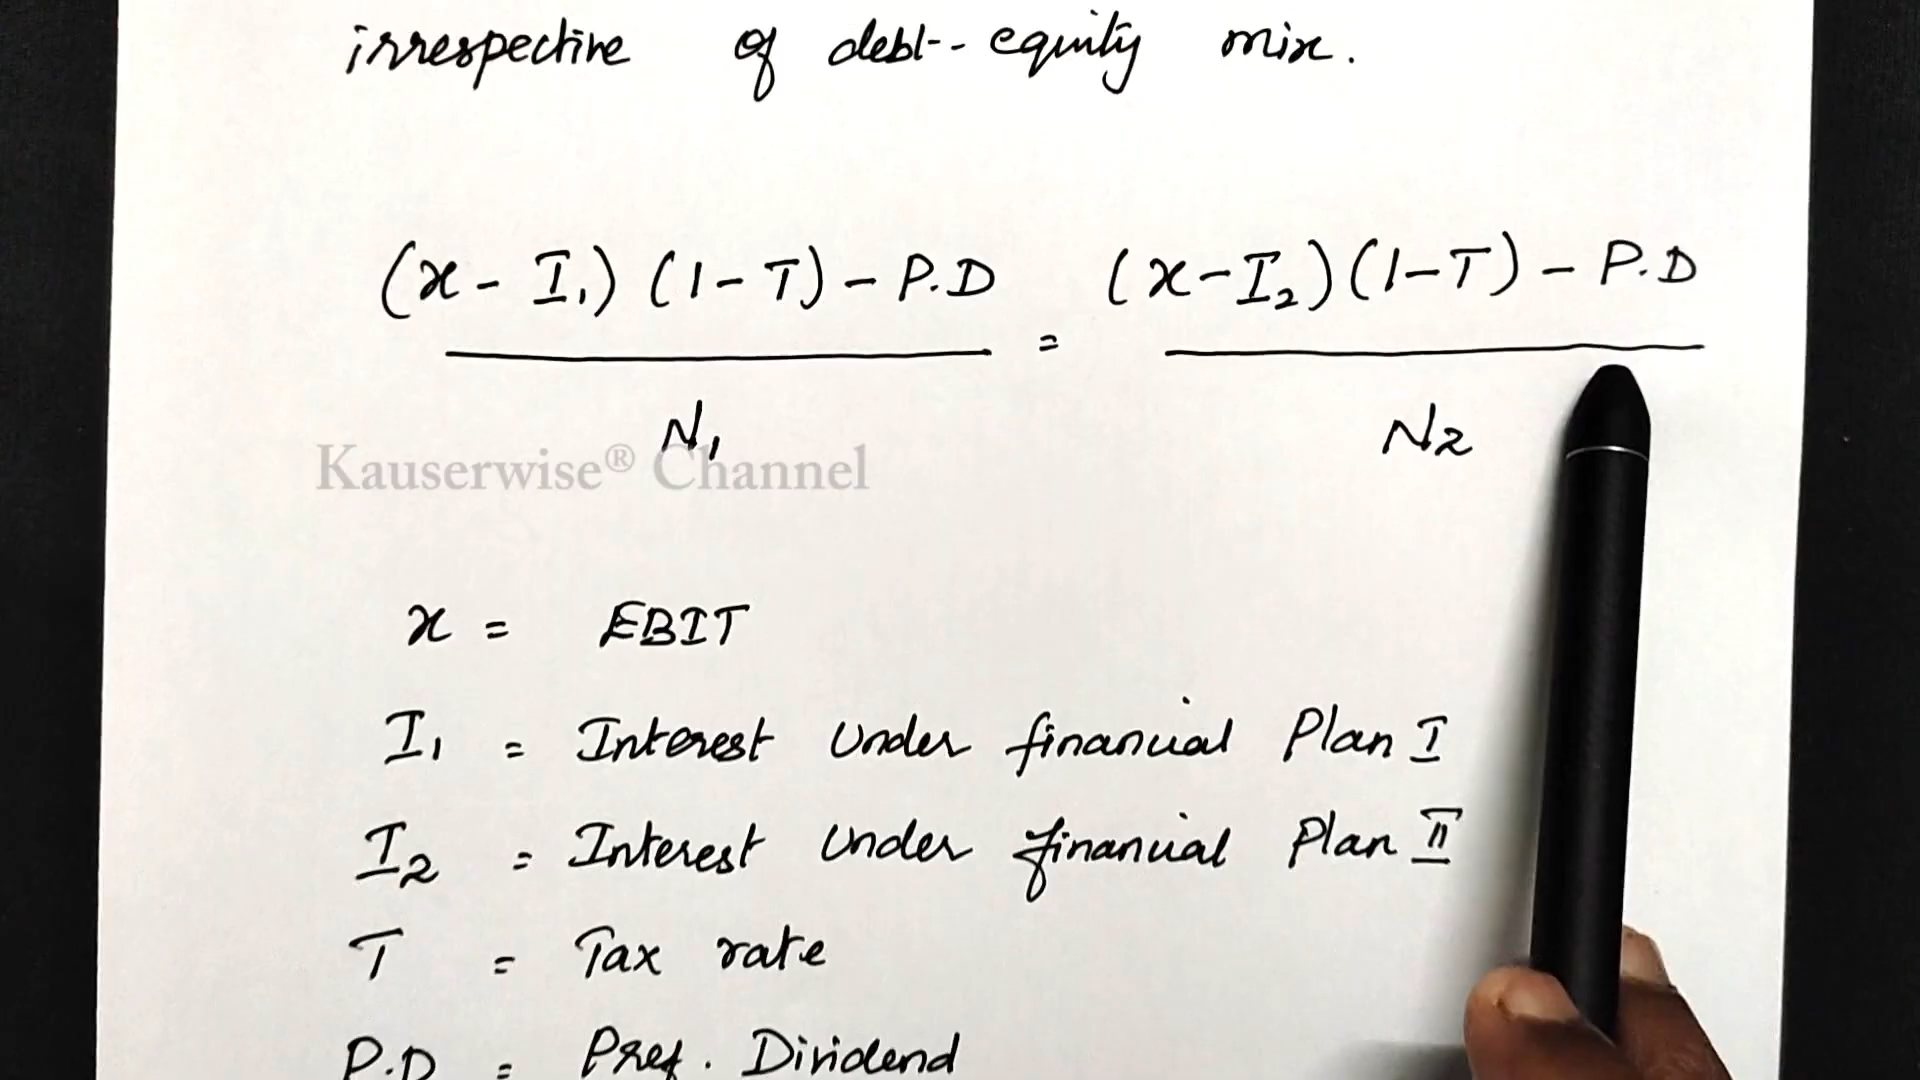 irrespective of debt-equity mix.
(x - I₁) (1 - T) - P.D = (x - I₂) (1 - T) - P.D
N₁ N₂
Kauserwise® Channel
x = EBIT
I₁ = Interest Under financial Plan I
I₂ = Interest Under financial Plan II
T = Tax rate
P.D = Pref. Dividend